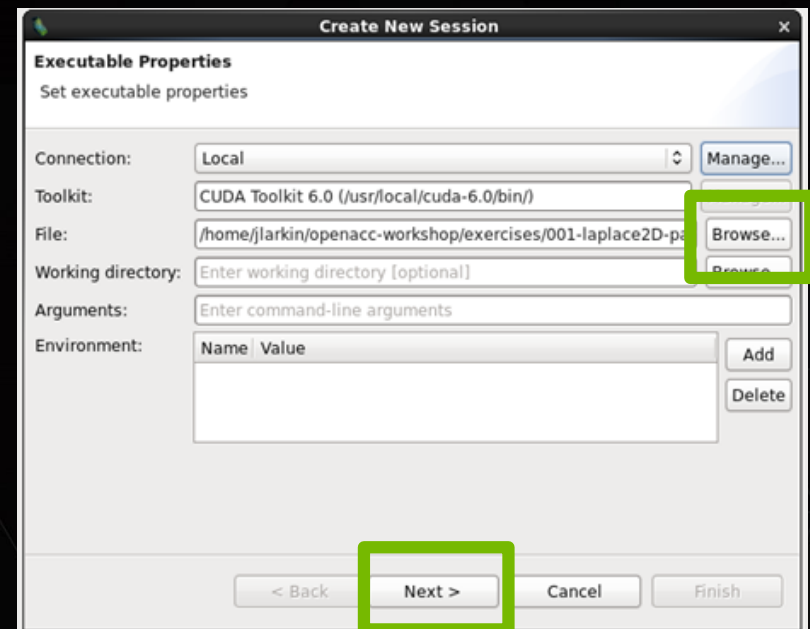 Create New Session
Executable Properties
Set executable properties
Connection: Local Manage...
Toolkit: CUDA Toolkit 6.0 (/usr/local/cuda-6.0/bin/)
File: /home/jlarkin/openacc-workshop/exercises/001-laplace2D-pa Browse...
Working directory: Enter working directory [optional] Browse...
Arguments: Enter command-line arguments
Environment: Name Value Add
Delete
< Back Next > Cancel Finish